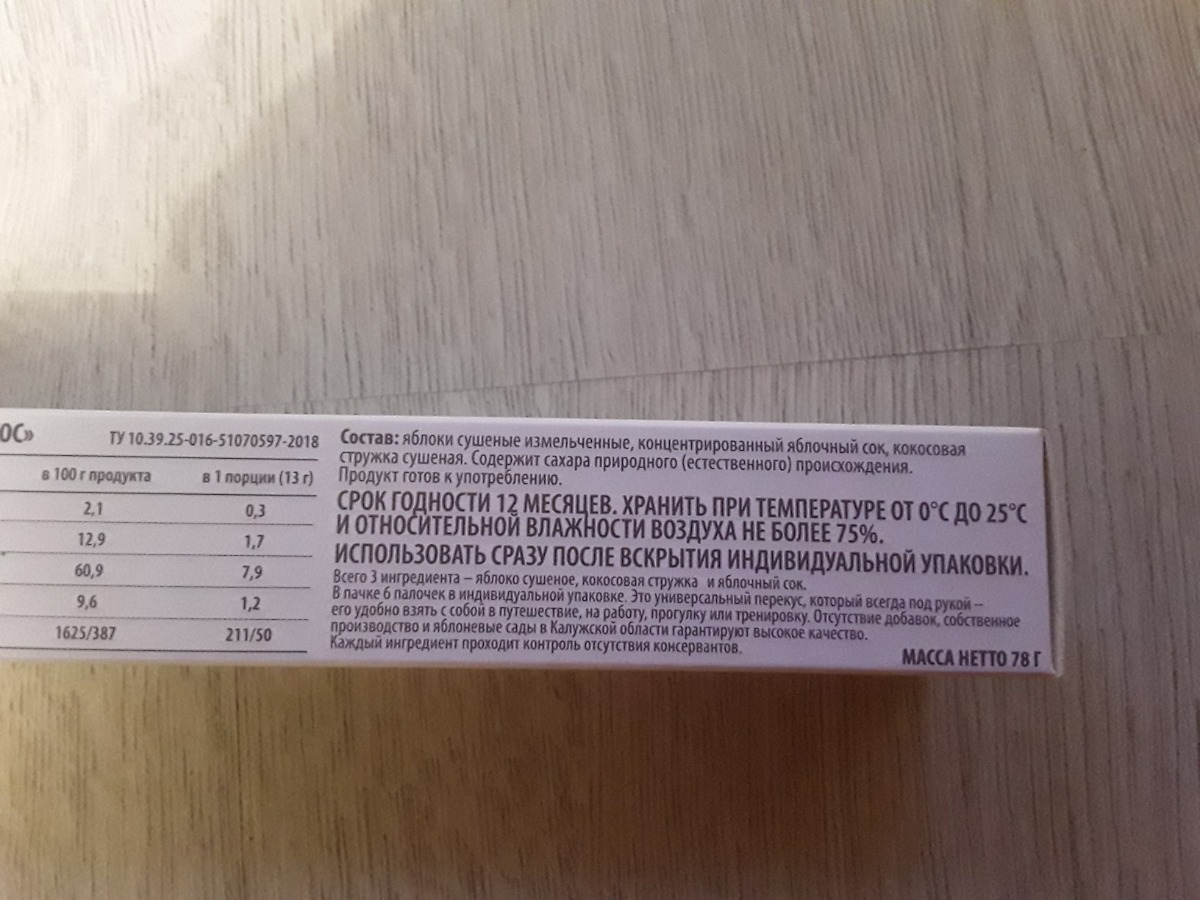 ОС»
ТУ 10.39.25-016-51070597-2018
в 100 г продукта в 1 порции (13 г)
2,1 0,3
12,9 1,7
60,9 7,9
9,6 1,2
1625/387 211/50
Состав: яблоки сушеные измельченные, концентрированный яблочный сок, кокосовая
стружка сушеная. Содержит сахара природного (естественного) происхождения.
Продукт готов к употреблению.
СРОК ГОДНОСТИ 12 МЕСЯЦЕВ. ХРАНИТЬ ПРИ ТЕМПЕРАТУРЕ ОТ 0°С ДО 25°С
И ОТНОСИТЕЛЬНОЙ ВЛАЖНОСТИ ВОЗДУХА НЕ БОЛЕЕ 75%.
ИСПОЛЬЗОВАТЬ СРАЗУ ПОСЛЕ ВСКРЫТИЯ ИНДИВИДУАЛЬНОЙ УПАКОВКИ.
Всего 3 ингредиента – яблоко сушеное, кокосовая стружка и яблочный сок.
В пачке 6 палочек в индивидуальной упаковке. Это универсальный перекус, который всегда под рукой –
его удобно взять с собой в путешествие, на работу, прогулку или тренировку. Отсутствие добавок, собственное
производство и яблоневые сады в Калужской области гарантируют высокое качество.
Каждый ингредиент проходит контроль отсутствия консервантов.
МАССА НЕТТО 78 Г